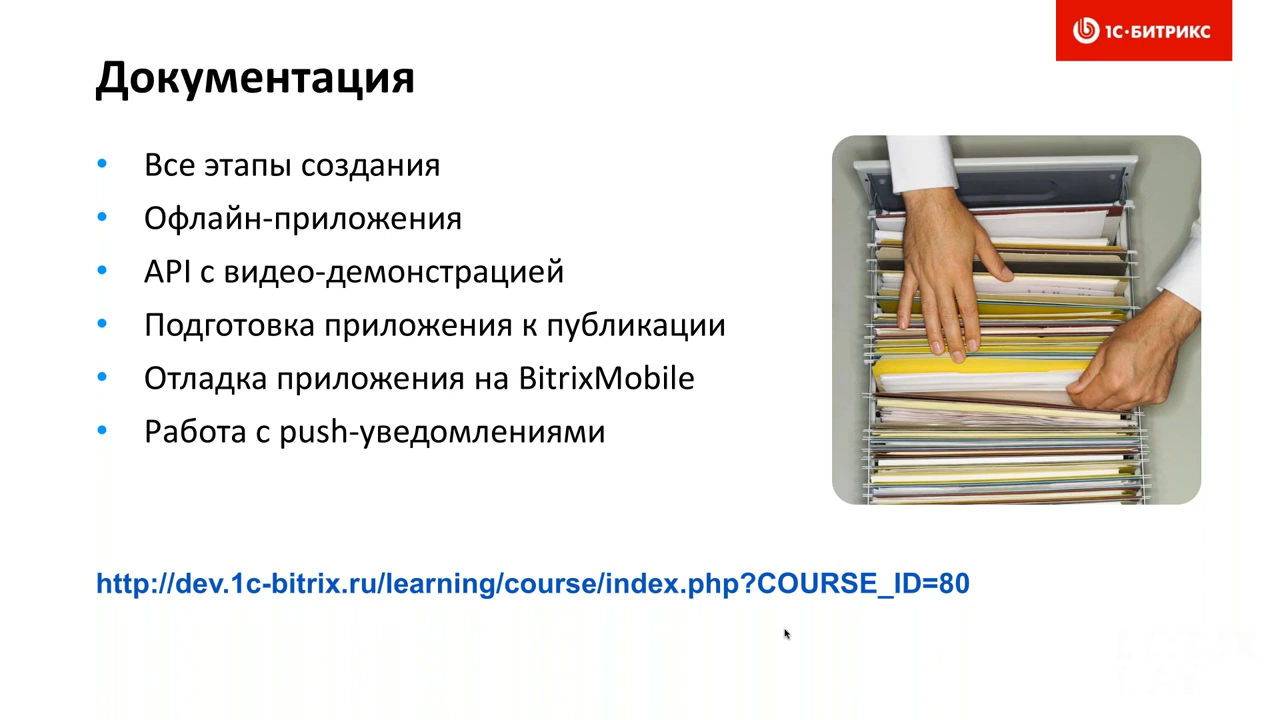 1С·БИТРИКС
Документация
• Все этапы создания
• Офлайн-приложения
• API с видео-демонстрацией
• Подготовка приложения к публикации
• Отладка приложения на BitrixMobile
• Работа с push-уведомлениями
http://dev.1c-bitrix.ru/learning/course/index.php?COURSE_ID=80